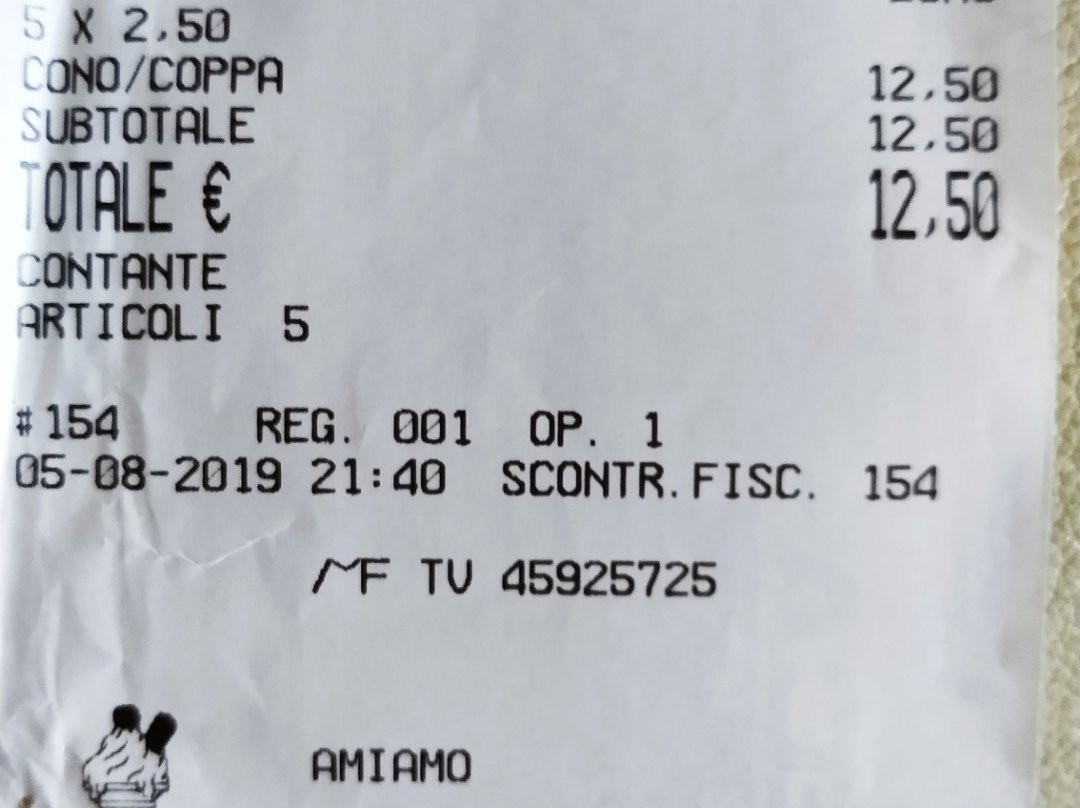 5 X 2,50
CONO/COPPA 12,50
SUBTOTALE 12,50
TOTALE € 12,50
CONTANTE
ARTICOLI 5
#154 REG. 001 OP. 1
05-08-2019 21:40 SCONTR.FISC. 154
MF TV 45925725
AMIAMO